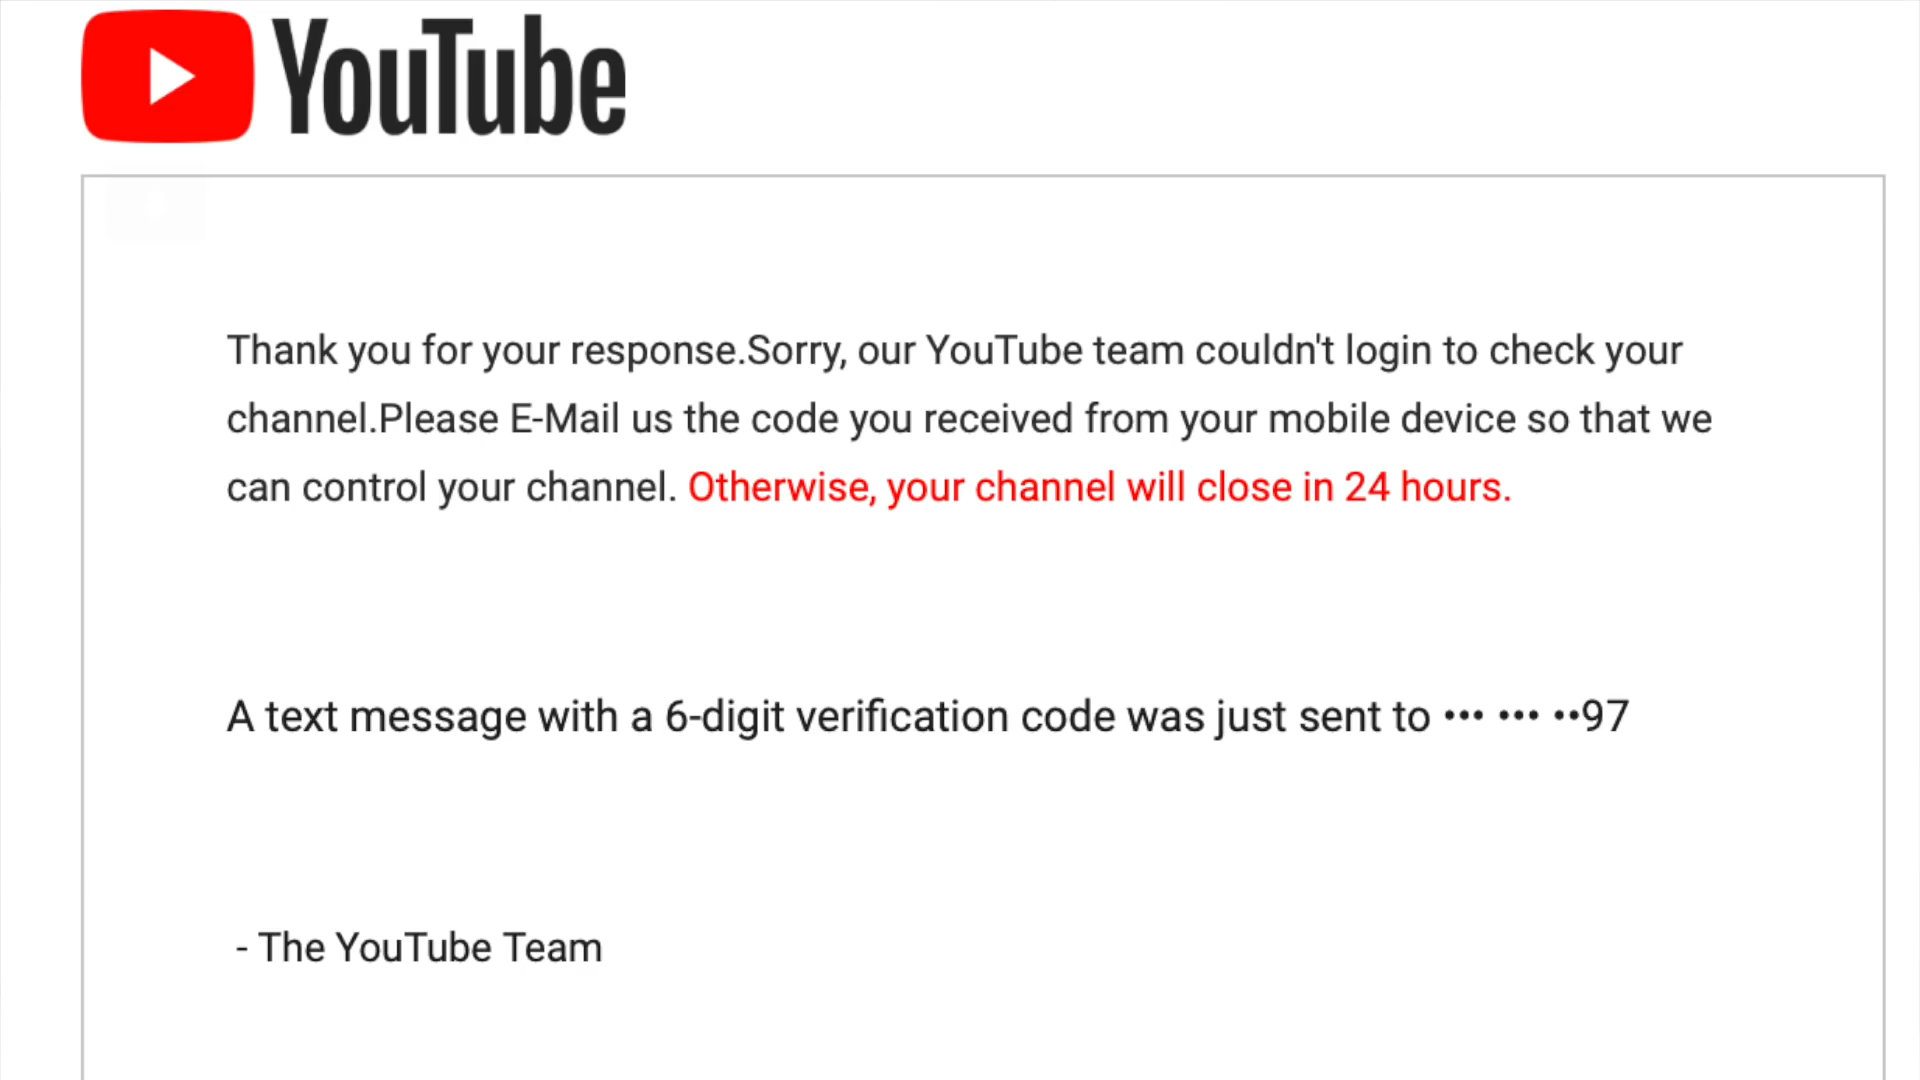 YouTube
Thank you for your response.Sorry, our YouTube team couldn't login to check your
channel.Please E-Mail us the code you received from your mobile device so that we
can control your channel. Otherwise, your channel will close in 24 hours.
A text message with a 6-digit verification code was just sent to ••• ••• ••97
- The YouTube Team